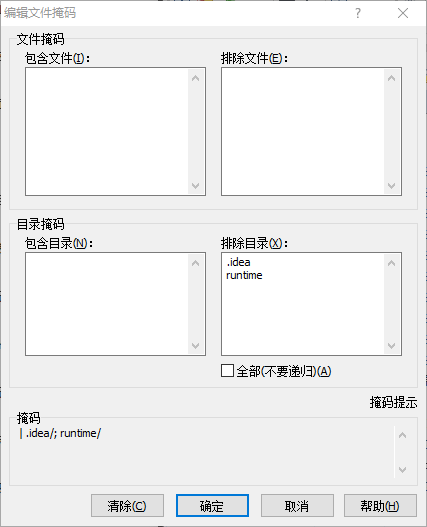 编辑文件掩码
?
文件掩码
包含文件(I):
排除文件(E):
目录掩码
包含目录(N):
排除目录(X):
.idea
runtime
全部(不要递归)(A)
掩码提示
掩码
| .idea/; runtime/
清除(C)
确定
取消
帮助(H)